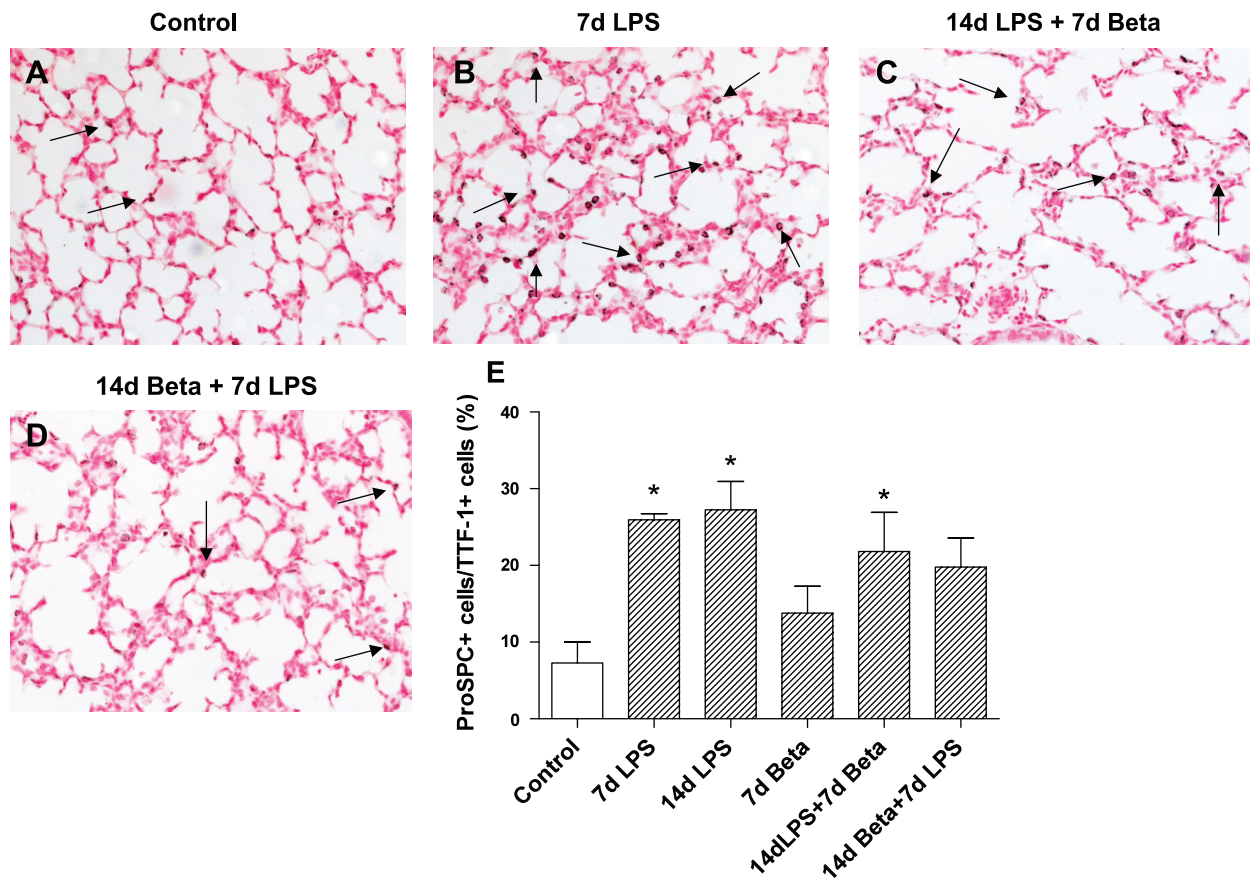 Control
7d LPS
14d LPS + 7d Beta
A
B
C
14d Beta + 7d LPS
D
E
ProSPC+ cells/TTF-1+ cells (%)
40
30
20
10
0
*
*
*
Control
7d LPS
14d LPS
7d Beta
14dLPS+7d Beta
14d Beta+7d LPS